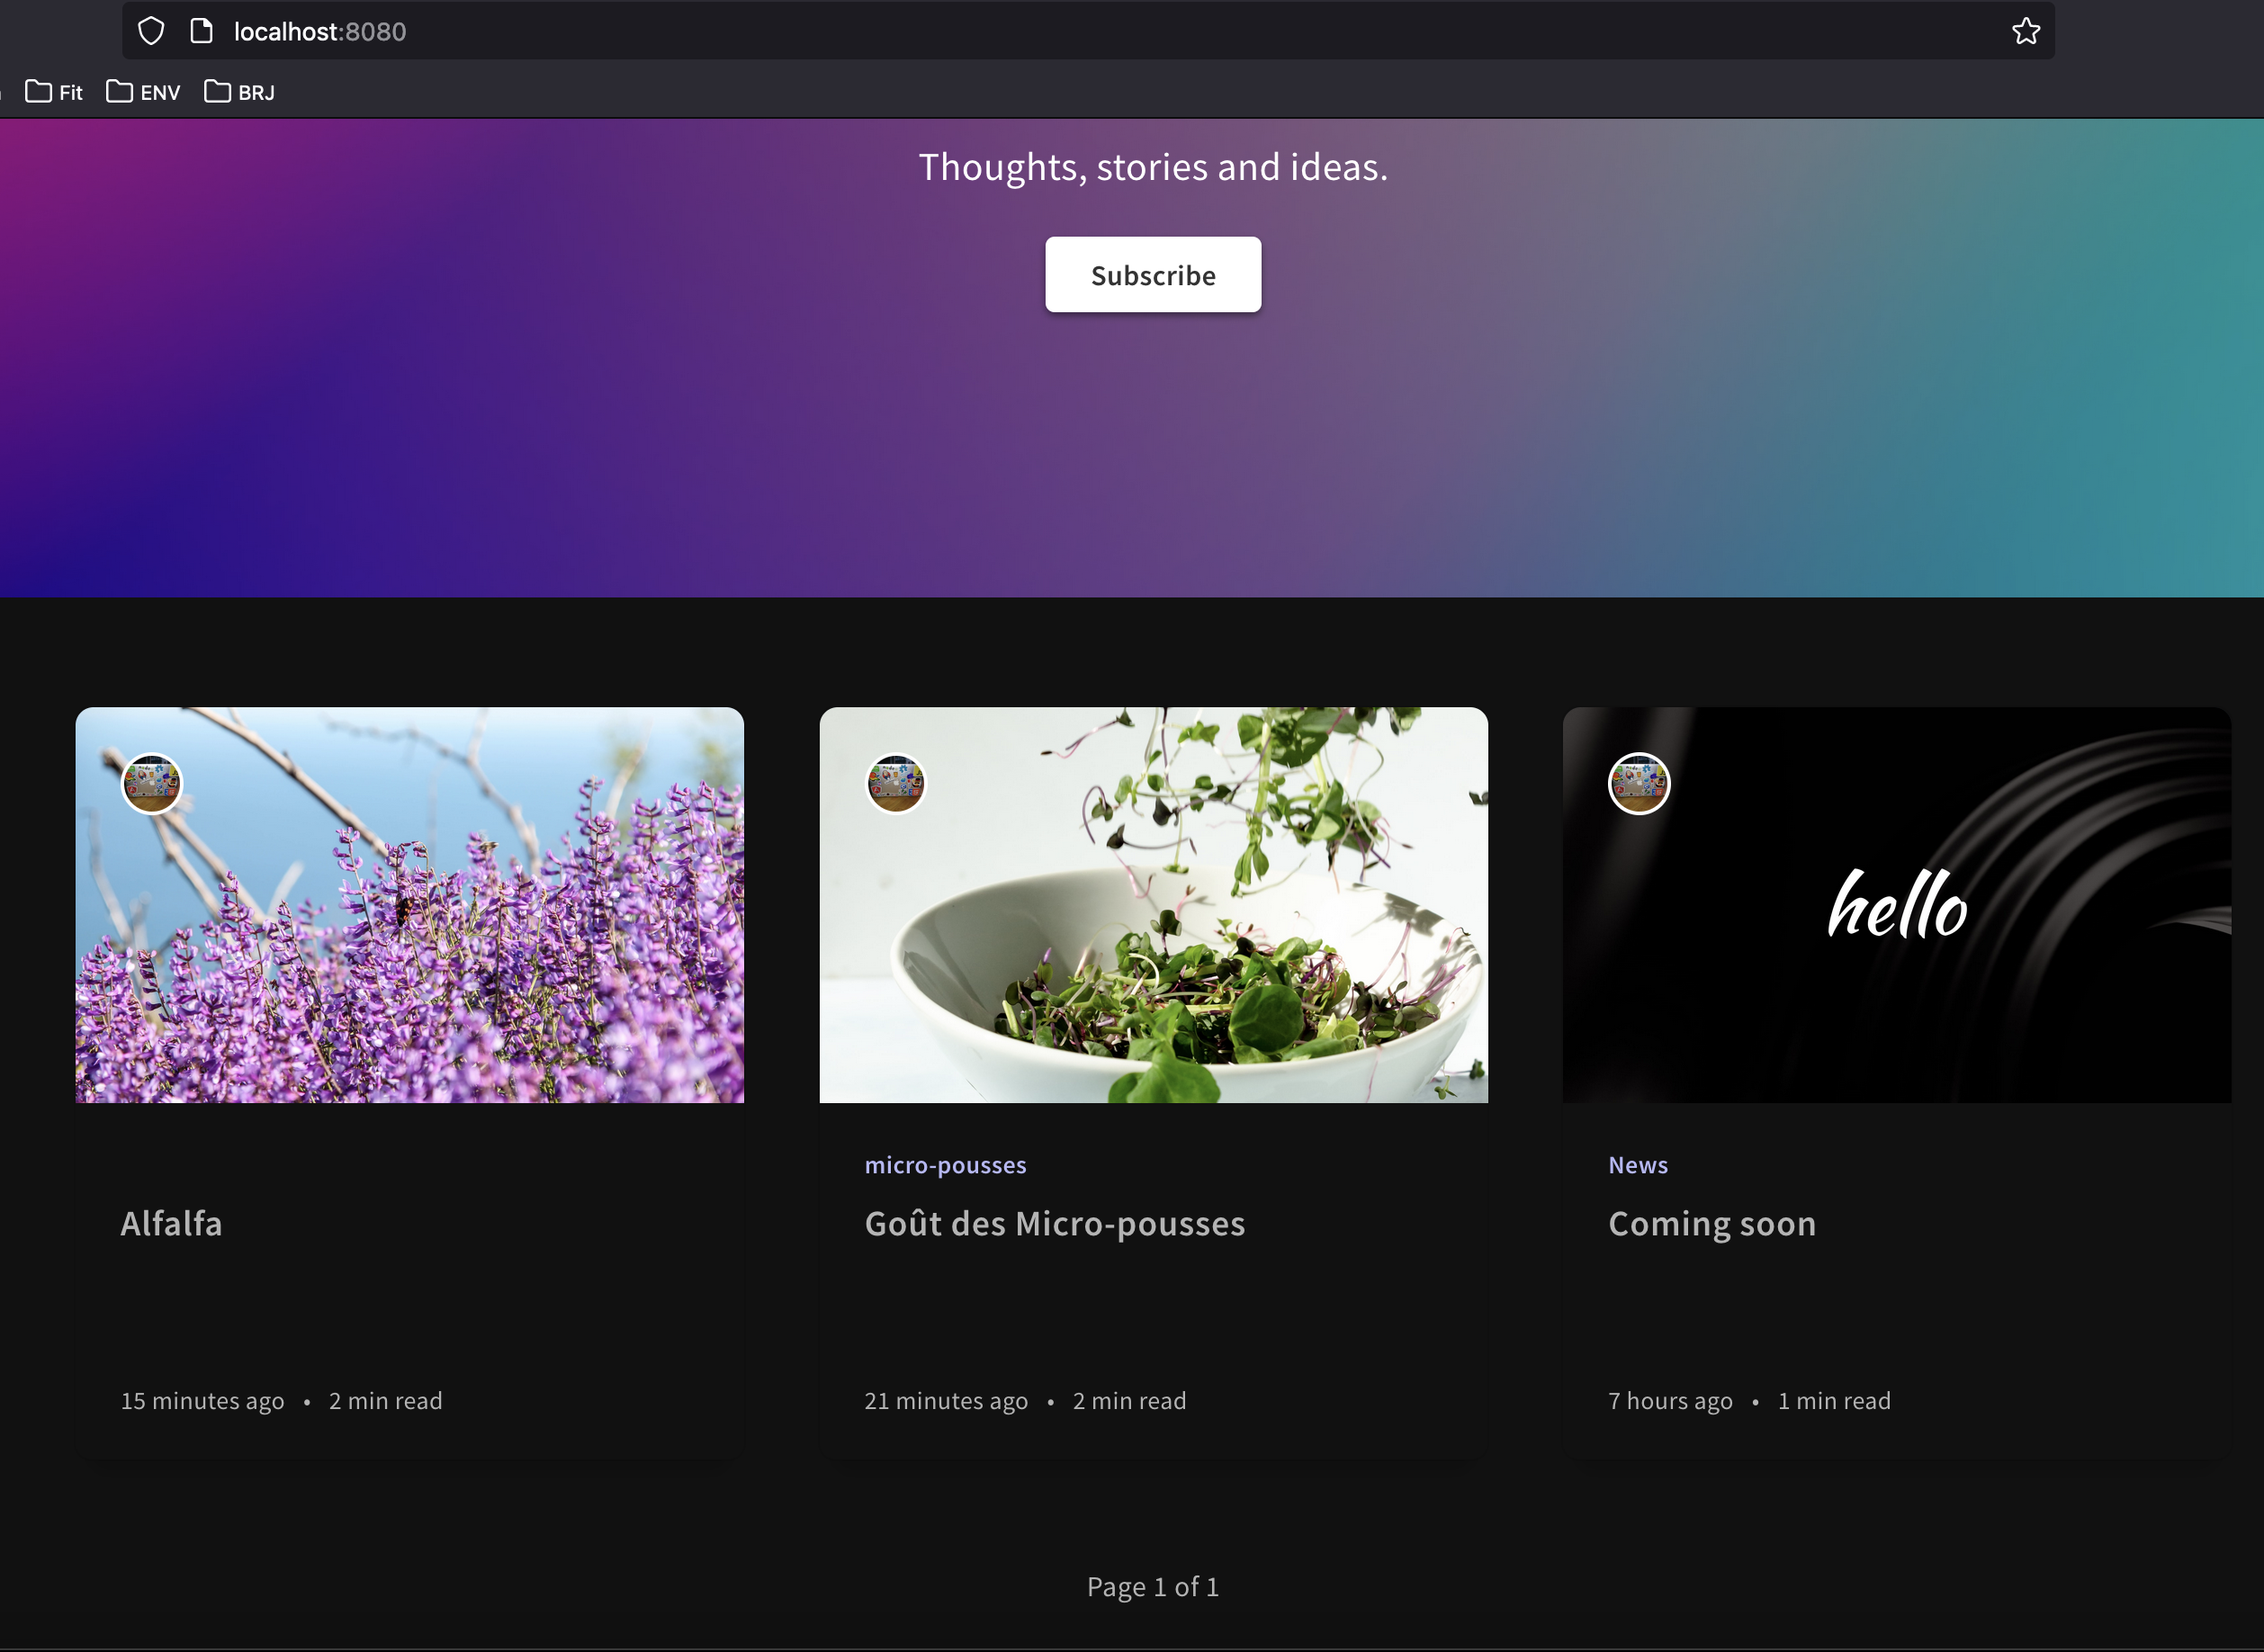 localhost:8080
Fit ENV BRJ
Thoughts, stories and ideas.
Subscribe
hello
micro-pousses
News
Alfalfa
Goût des Micro-pousses
Coming soon
15 minutes ago • 2 min read
21 minutes ago • 2 min read
7 hours ago • 1 min read
Page 1 of 1